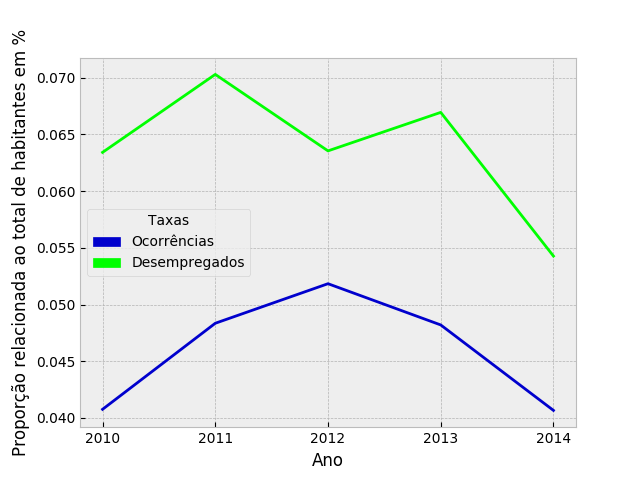 Proporção relacionada ao total de habitantes em %
0.070
0.065
0.060
0.055
0.050
0.045
0.040
Taxas
Ocorrências
Desempregados
2010 2011 2012 2013 2014
Ano